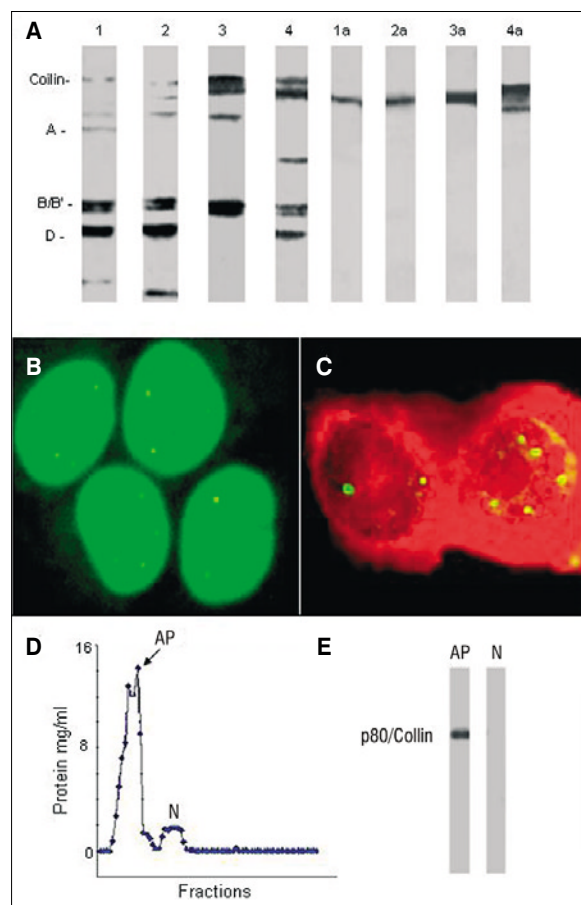 A
1 2 3 4 1a 2a 3a 4a
Coilin-
A -
B/B' -
D -
B
C
D
16
AP
8
N
0
Protein mg/ml
Fractions
E
AP N
p80/Collin